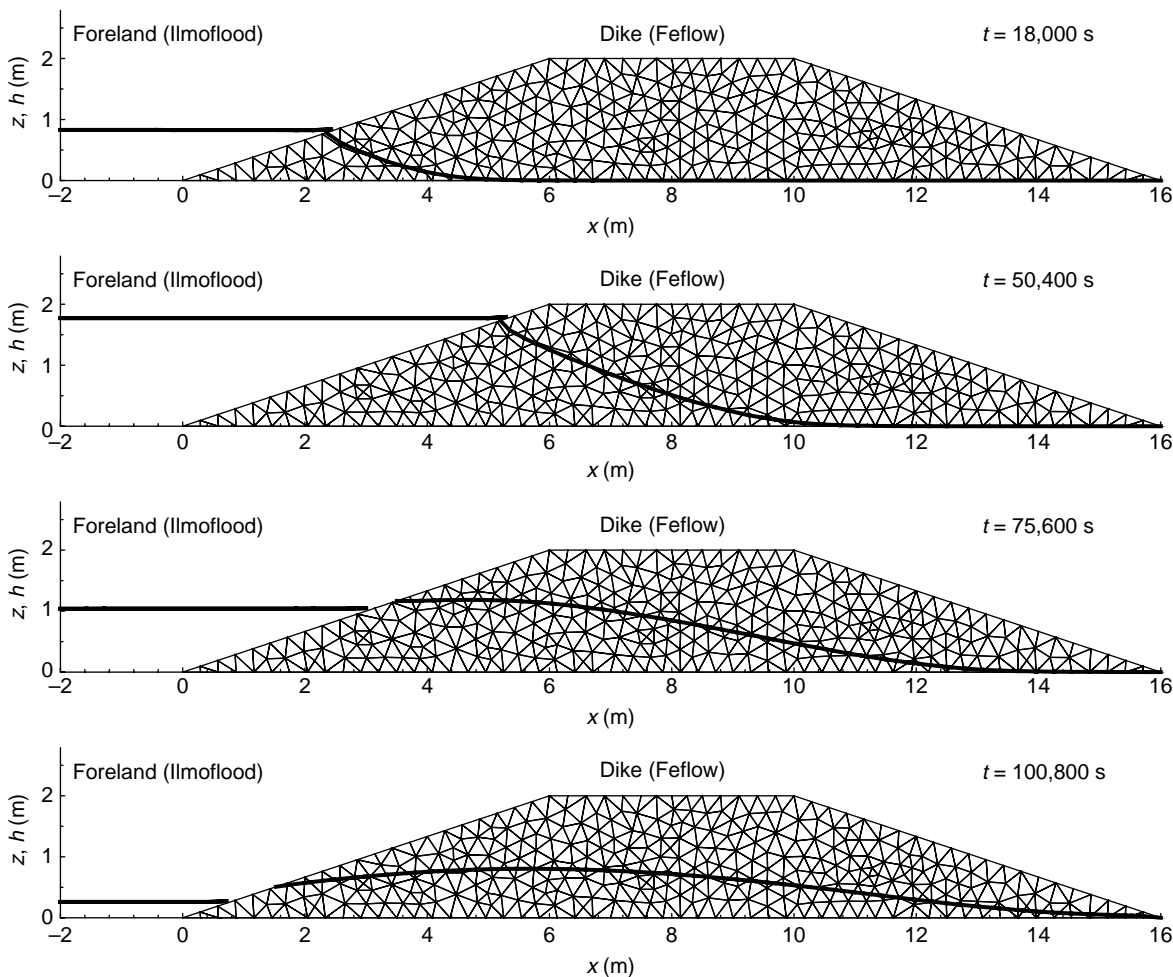 Foreland (Ilmoflood) Dike (Feflow) t = 18,000 s
z, h (m)
2
1
0
–2 0 2 4 6 8 10 12 14 16
x (m)
Foreland (Ilmoflood) Dike (Feflow) t = 50,400 s
z, h (m)
2
1
0
–2 0 2 4 6 8 10 12 14 16
x (m)
Foreland (Ilmoflood) Dike (Feflow) t = 75,600 s
z, h (m)
2
1
0
–2 0 2 4 6 8 10 12 14 16
x (m)
Foreland (Ilmoflood) Dike (Feflow) t = 100,800 s
z, h (m)
2
1
0
–2 0 2 4 6 8 10 12 14 16
x (m)